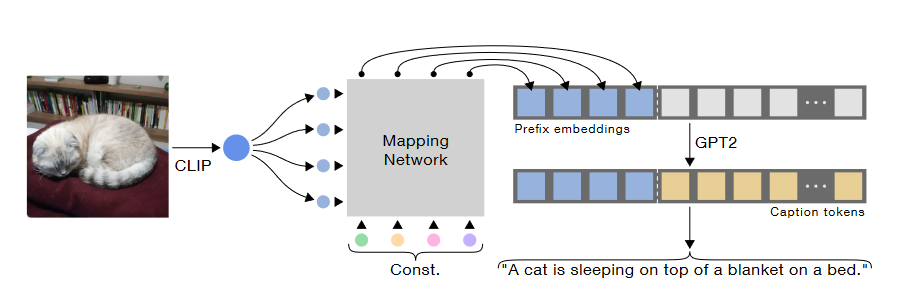 CLIP
Mapping
Network
Const.
Prefix embeddings
GPT2
Caption tokens
"A cat is sleeping on top of a blanket on a bed."